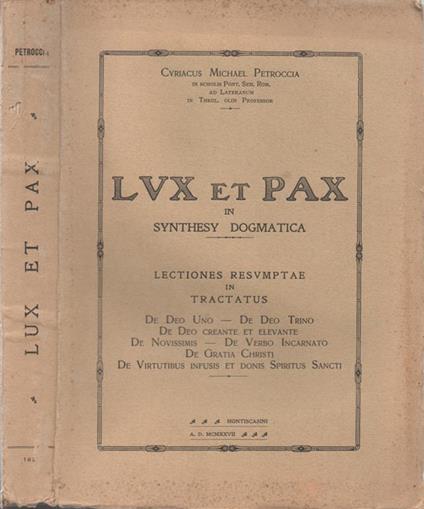 PETROCCI
LUX ET PAX
CVRIACUS MICHAEL PETROCCIA
IN SCHOLIS PONT. SEM. ROM.
AD LATERANUM
IN THEOL. OLIM PROFESSOR
LVX ET PAX
IN
SYNTHESY DOGMATICA
LECTIONES RESVMPTAE
IN
TRACTATUS
DE DEO UNO — DE DEO TRINO
DE DEO CREANTE ET ELEVANTE
DE NOVISSIMIS — DE VERBO INCARNATO
DE GRATIA CHRISTI
DE VIRTUTIBUS INFUSIS ET DONIS SPIRITUS SANCTI
MONTISCASINI
A. D. MCMXXVII